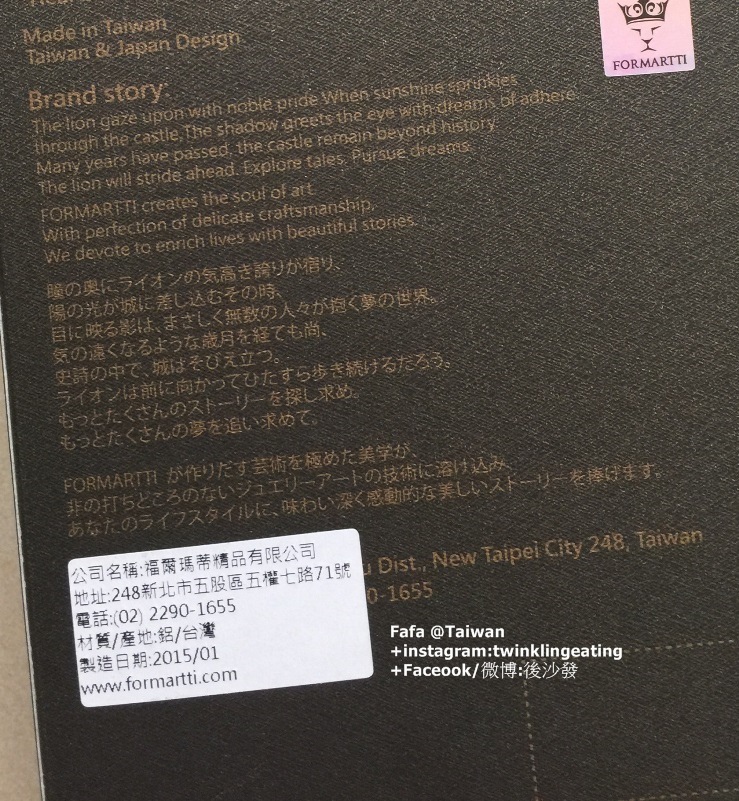 Made in Taiwan
Taiwan & Japan Design
FORMARTTI
Brand story:
The lion gaze upon with noble pride When sunshine sprinkles
through the castle,The shadow greets the eye with dreams of adhere.
Many years have passed, the castle remain beyond history.
The lion will stride ahead. Explore tales. Pursue dreams.
FORMARTTI creates the soul of art.
With perfection of delicate craftsmanship,
We devote to enrich lives with beautiful stories.
瞳の奥にライオンの気高き誇りが宿り、
陽の光が城に差し込むその時、
目に映る影は、まさしく無数の人々が抱く夢の世界。
気の遠くなるような歳月を経ても尚、
史詩の中で、城はそびえ立つ。
ライオンは前に向かってひたすら歩き続けるだろう。
もっとたくさんのストーリーを探し求め。
もっとたくさんの夢を追い求めて。
FORMARTTI が作りだす芸術を極めた美学が、
非の打ちどころのないジュエリーアートの技術に溶け込み、
あなたのライフスタイルに、味わい深く感動的な美しいストーリーを捧げます。
u Dist., New Taipei City 248, Taiwan
0-1655
公司名稱:福爾瑪蒂精品有限公司
地址:248新北市五股區五權七路71號
電話:(02) 2290-1655
材質/產地:鋁/台灣
製造日期:2015/01
www.formartti.com
Fafa @Taiwan
+instagram:twinklingeating
+Faceook/微博:後沙發